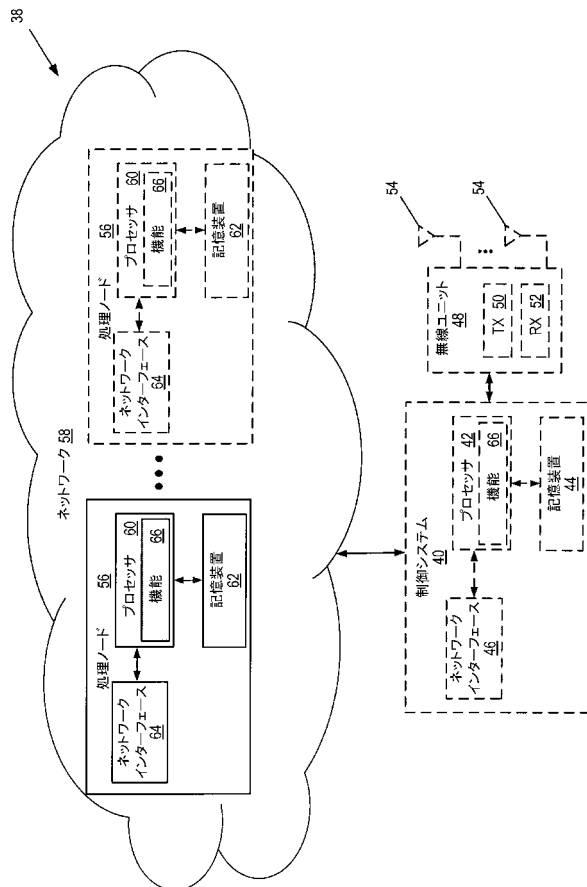 38
ネットワーク 58
処理ノード
56
プロセッサ
60
機能
66
記憶装置
62
ネットワーク
インターフェース
64
処理ノード
56
プロセッサ
60
機能
66
記憶装置
62
ネットワーク
インターフェース
64
制御システム
40
プロセッサ 42
機能 66
記憶装置
44
ネットワーク
インターフェース
46
無線ユニット
48
TX 50
RX 52
54
54